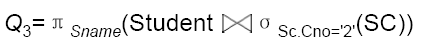 Q3=π Sname(Student ⋈ σ Sc.Cno='2'(SC))